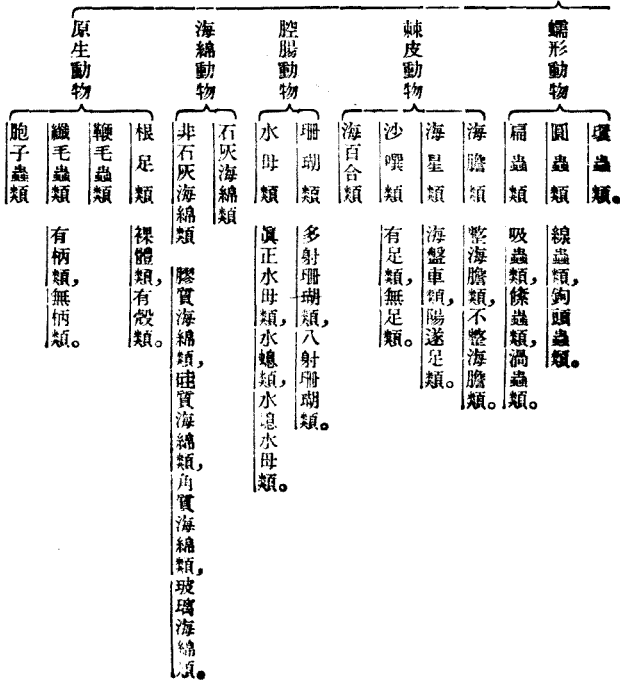 蠕形動物
環蟲類。
圓蟲類 線蟲類,鉤頭蟲類。
扁蟲類 吸蟲類,絛蟲類,渦蟲類。
棘皮動物
海膽類 整海膽類,不整海膽類。
海星類 海盤車類,陽遂足類。
沙噀類 有足類,無足類。
海百合類
腔腸動物
珊瑚類 多射珊瑚類,八射珊瑚類。
水母類 眞正水母類,水螅類,水螅水母類。
海綿動物
石灰海綿類
非石灰海綿類 膠質海綿類,硅質海綿類,角質海綿類,玻璃海綿類。
原生動物
根足類 裸體類,有殼類。
鞭毛蟲類
纖毛蟲類 有柄類,無柄類。
胞子蟲類